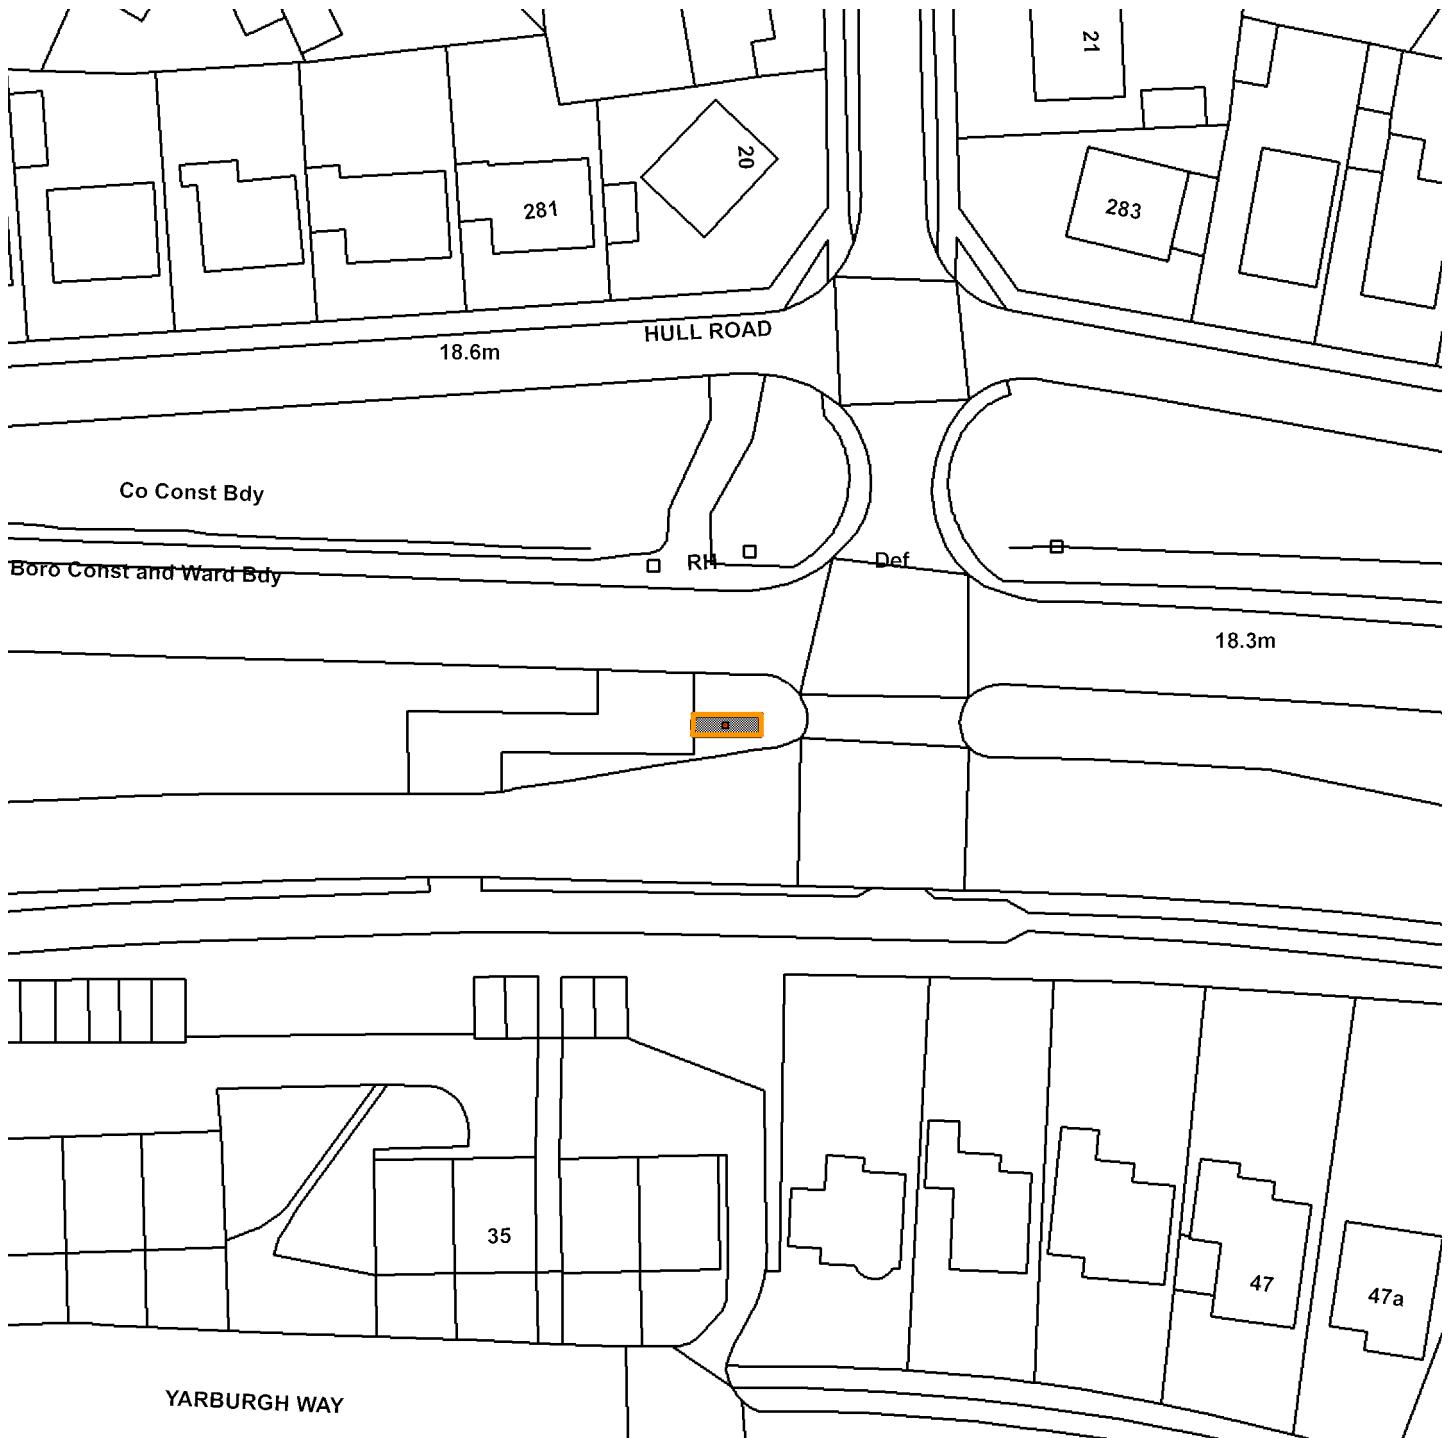 21
20
281
283
HULL ROAD
18.6m
Co Const Bdy
RH
Def
Boro Const and Ward Bdy
18.3m
35
47
47a
YARBURGH WAY